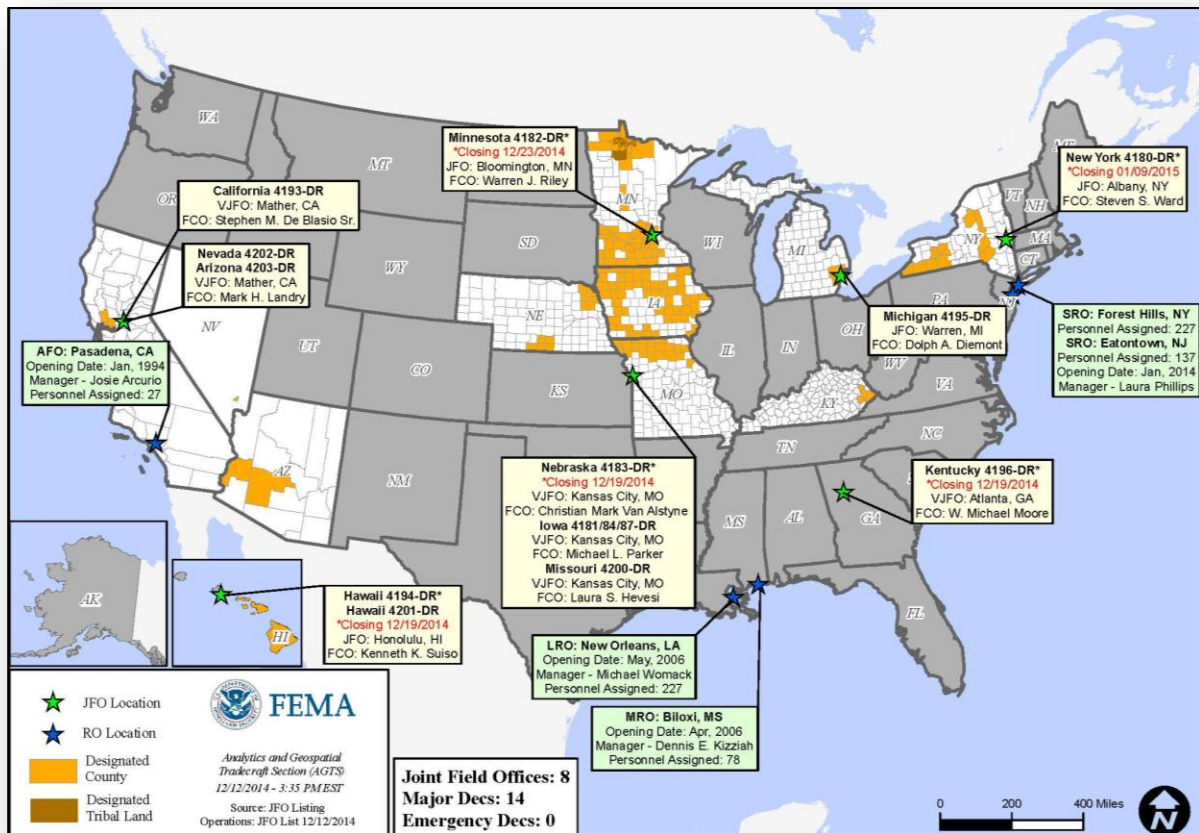 WA
MT
OR
ME
VT
NH
MA
CT
NY
MI
WI
MN
SD
WY
NV
UT
CO
NE
IA
KS
MO
IL
IN
OH
PA
NJ
WV
VA
KY
TN
NC
AZ
NM
MS
AL
GA
FL
AK
HI
Minnesota 4182-DR*
*Closing 12/23/2014
JFO: Bloomington, MN
FCO: Warren J. Riley
New York 4180-DR*
*Closing 01/09/2015
JFO: Albany, NY
FCO: Steven S. Ward
California 4193-DR
VJFO: Mather, CA
FCO: Stephen M. De Blasio Sr.
Nevada 4202-DR
Arizona 4203-DR
VJFO: Mather, CA
FCO: Mark H. Landry
AFO: Pasadena, CA
Opening Date: Jan, 1994
Manager - Josie Arcurio
Personnel Assigned: 27
Michigan 4195-DR
JFO: Warren, MI
FCO: Dolph A. Diemont
SRO: Forest Hills, NY
Personnel Assigned: 227
SRO: Eatontown, NJ
Personnel Assigned: 137
Opening Date: Jan, 2014
Manager - Laura Phillips
Nebraska 4183-DR*
*Closing 12/19/2014
VJFO: Kansas City, MO
FCO: Christian Mark Van Alstyne
Iowa 4181/84/87-DR
VJFO: Kansas City, MO
FCO: Michael L. Parker
Missouri 4200-DR
VJFO: Kansas City, MO
FCO: Laura S. Hevesi
Kentucky 4196-DR*
*Closing 12/19/2014
VJFO: Atlanta, GA
FCO: W. Michael Moore
Hawaii 4194-DR*
Hawaii 4201-DR
*Closing 12/19/2014
JFO: Honolulu, HI
FCO: Kenneth K. Suiso
LRO: New Orleans, LA
Opening Date: May, 2006
Manager - Michael Womack
Personnel Assigned: 227
MRO: Biloxi, MS
Opening Date: Apr, 2006
Manager - Dennis E. Kizziah
Personnel Assigned: 78
JFO Location
RO Location
Designated
County
Designated
Tribal Land
FEMA
Analytics and Geospatial
Tradecraft Section (AGTS)
12/12/2014 - 3:35 PM EST
Source: JFO Listing
Operations: JFO List 12/12/2014
Joint Field Offices: 8
Major Decs: 14
Emergency Decs: 0
0 200 400 Miles
N